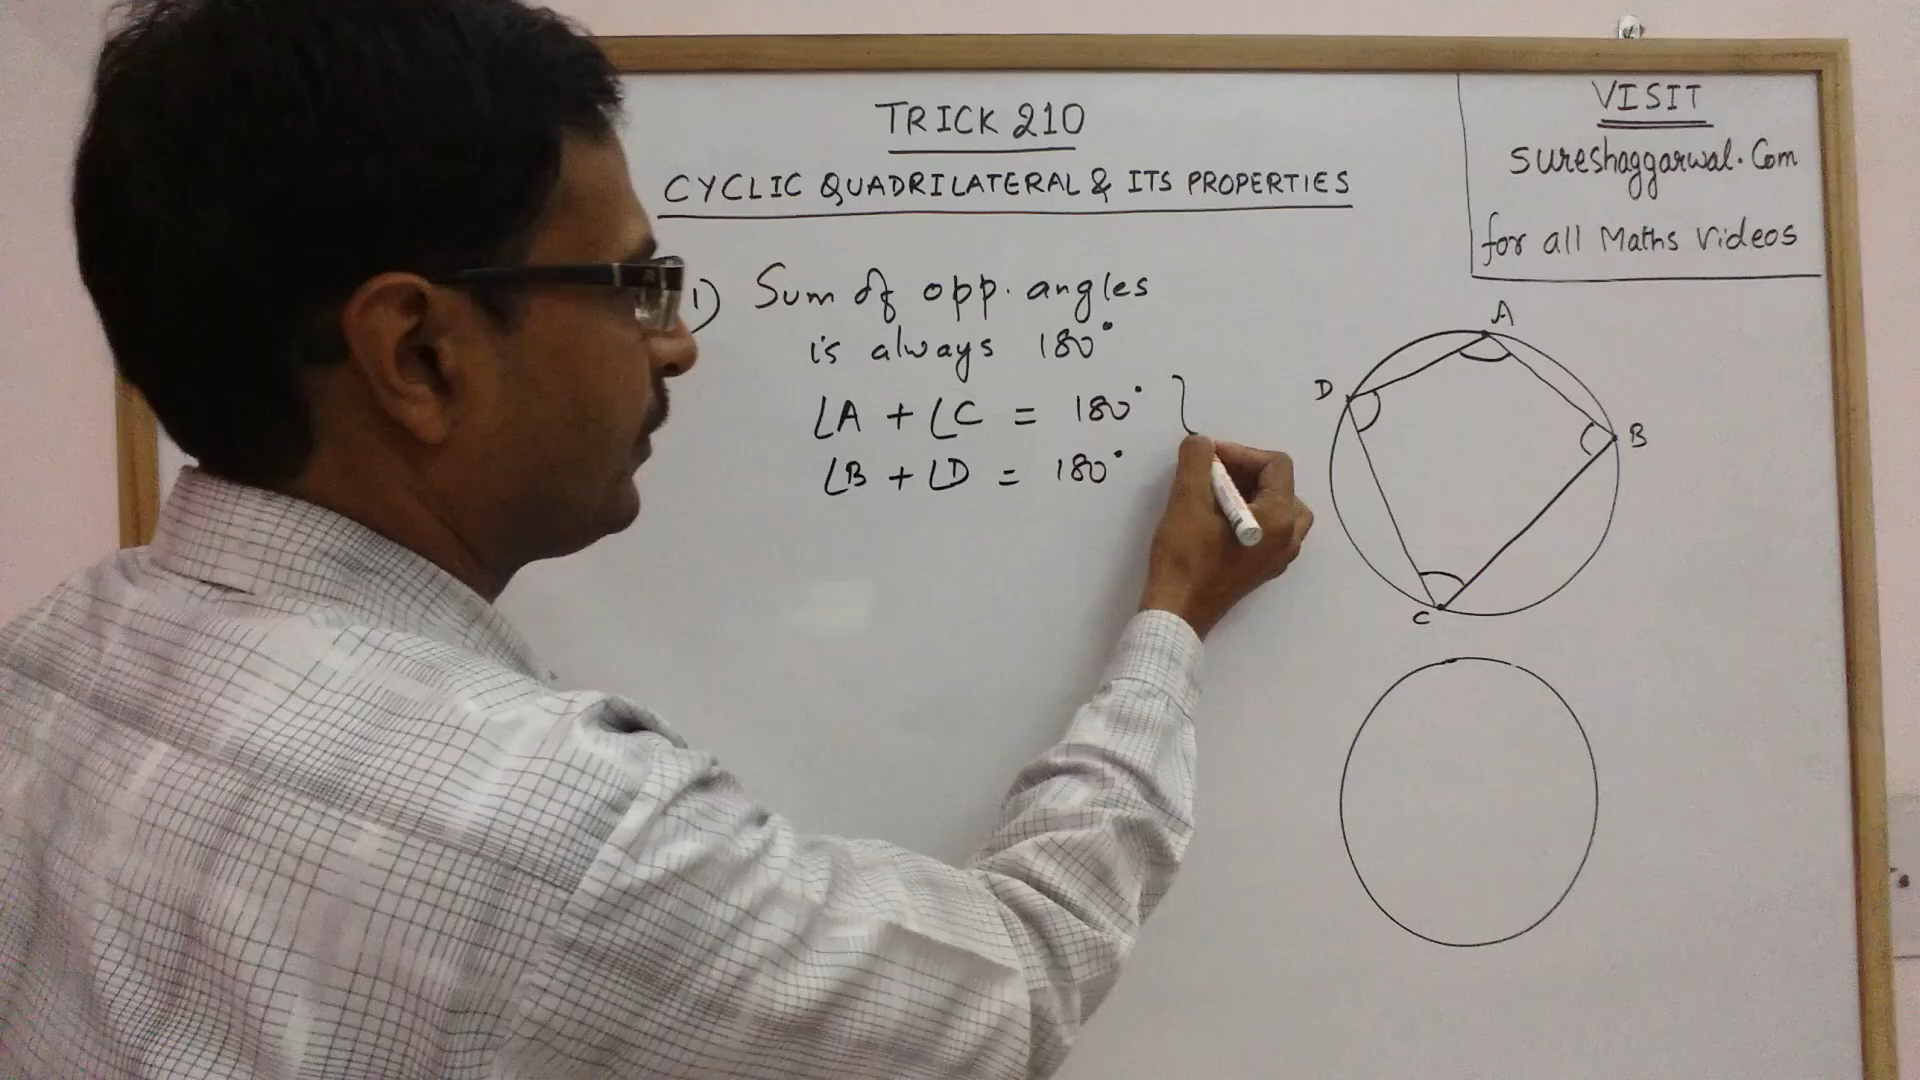 TRICK 210
CYCLIC QUADRILATERAL & ITS PROPERTIES
VISIT
sureshaggarwal.Com
for all Maths Videos
1) Sum of opp. angles
is always 180°
∠A + ∠C = 180° }
∠B + ∠D = 180°
A
D
B
C